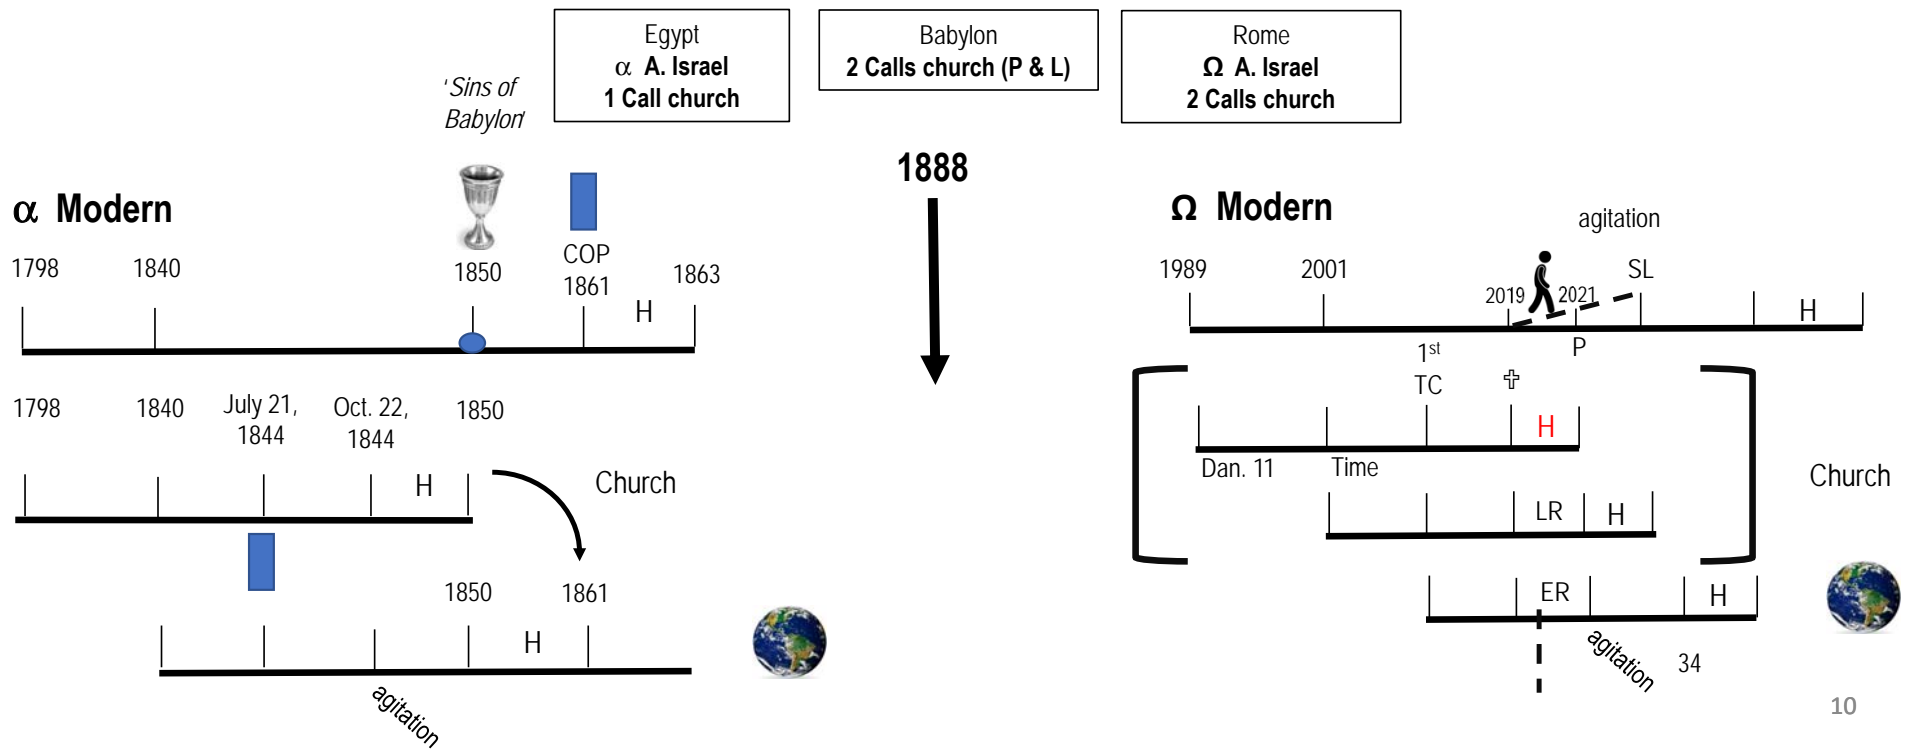 Egypt
α A. Israel
1 Call church
Babylon
2 Calls church (P & L)
Rome
Ω A. Israel
2 Calls church
'Sins of
Babylon'
1888
α Modern
COP
1798 1840 1850 1861 1863
H
1798 1840 July 21, 1844 Oct. 22, 1844 1850
H
Church
1850 1861
H
agitation
Ω Modern
agitation
1989 2001 2019 2021 SL
H
P
1st
TC
✞
H
Dan. 11 Time
LR H
Church
ER H
agitation
34
10